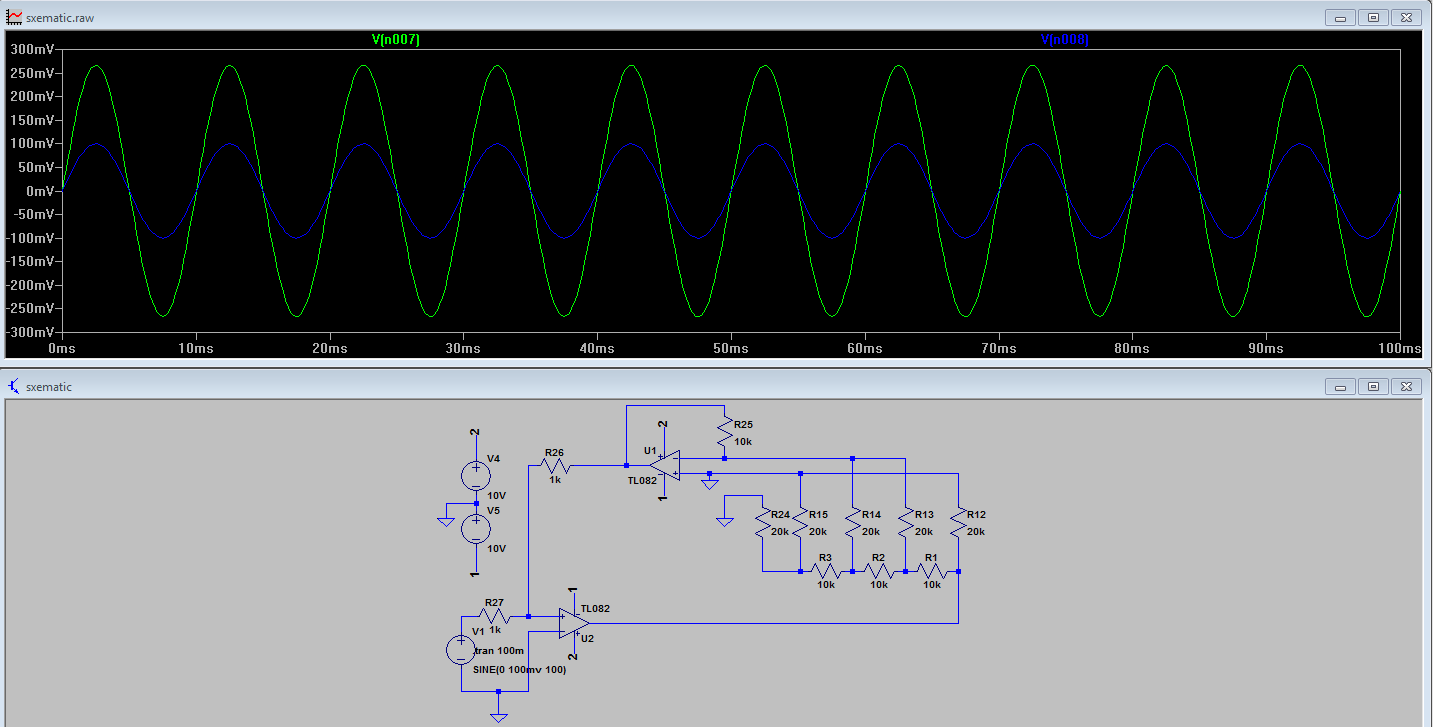 sxematic.raw
V(n007) V(n008)
300mV
250mV
200mV
150mV
100mV
50mV
0mV
-50mV
-100mV
-150mV
-200mV
-250mV
-300mV
0ms 10ms 20ms 30ms 40ms 50ms 60ms 70ms 80ms 90ms 100ms
sxematic
2
V4
10V
V5
10V
1
R26
1k
2
U1
TL082
1
R25
10k
R24
20k
R15
20k
R14
20k
R13
20k
R12
20k
R3
10k
R2
10k
R1
10k
R27
1k
V1
tran 100m
SINE(0 100mv 100)
1
TL082
U2
2